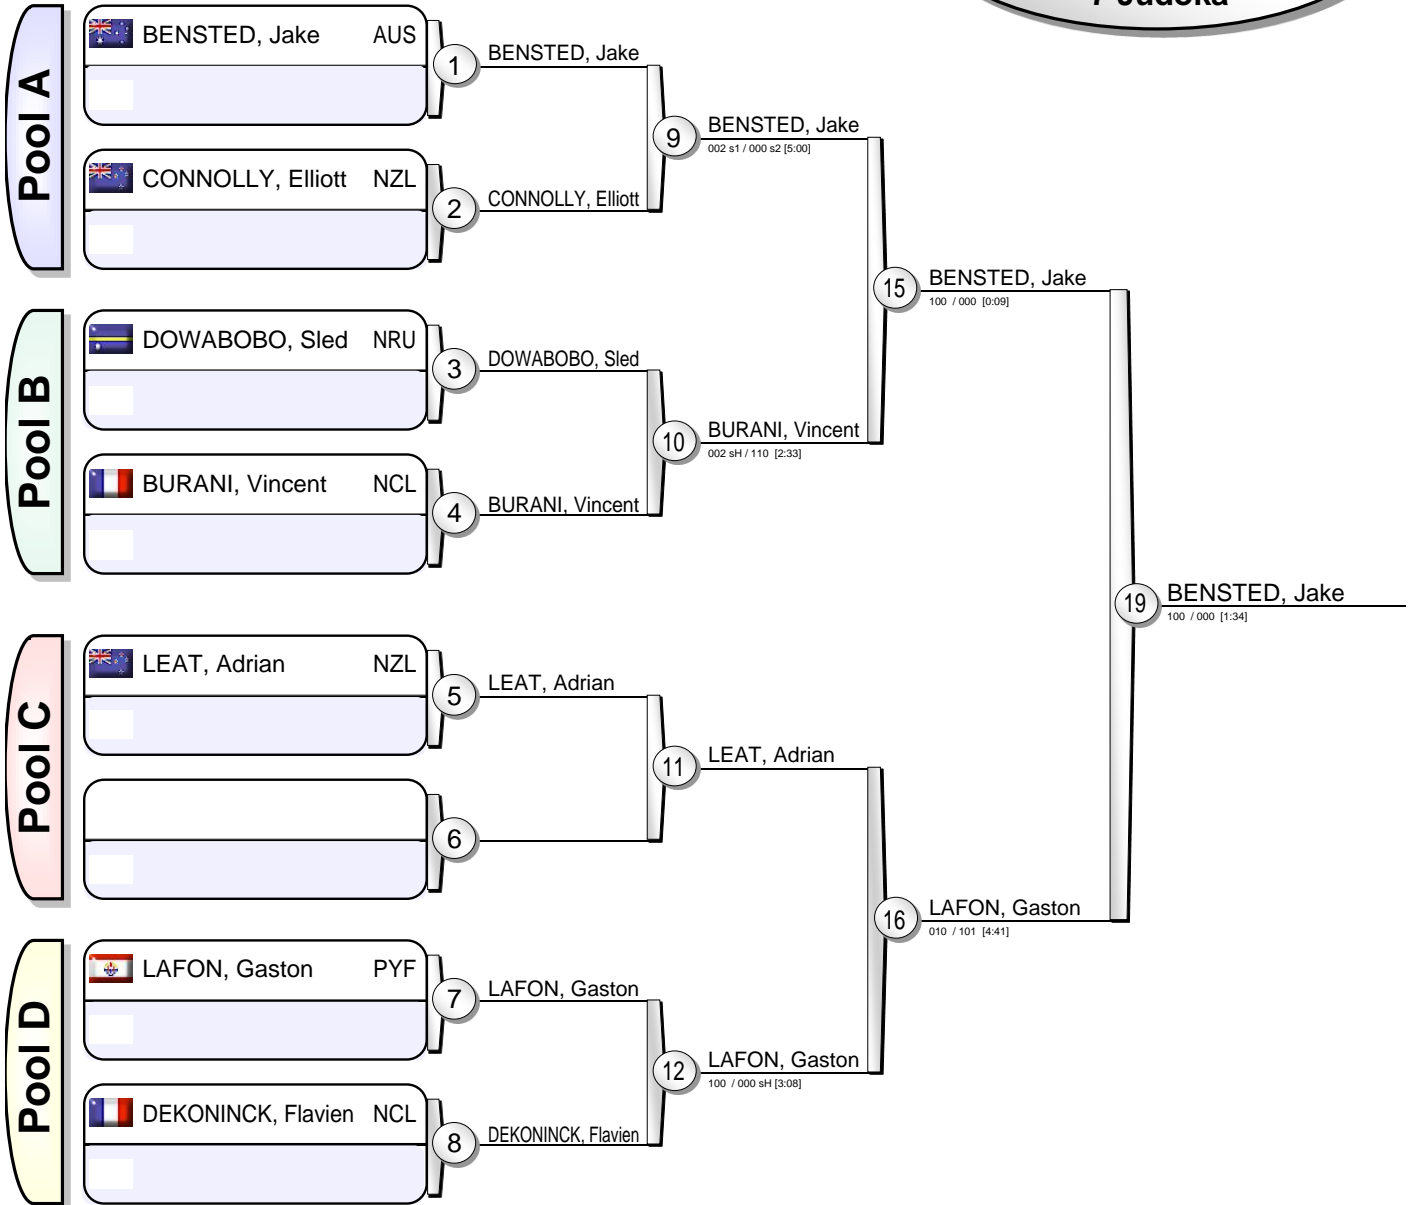 7 Judoka
Pool A
BENSTED, Jake AUS
1
BENSTED, Jake
CONNOLLY, Elliott NZL
2
CONNOLLY, Elliott
9
BENSTED, Jake
002 s1 / 000 s2 [5:00]
Pool B
DOWABOBO, Sled NRU
3
DOWABOBO, Sled
BURANI, Vincent NCL
4
BURANI, Vincent
10
BURANI, Vincent
002 sH / 110 [2:33]
15
BENSTED, Jake
100 / 000 [0:09]
Pool C
LEAT, Adrian NZL
5
LEAT, Adrian
6
11
LEAT, Adrian
Pool D
LAFON, Gaston PYF
7
LAFON, Gaston
DEKONINCK, Flavien NCL
8
DEKONINCK, Flavien
12
LAFON, Gaston
100 / 000 sH [3:08]
16
LAFON, Gaston
010 / 101 [4:41]
19
BENSTED, Jake
100 / 000 [1:34]